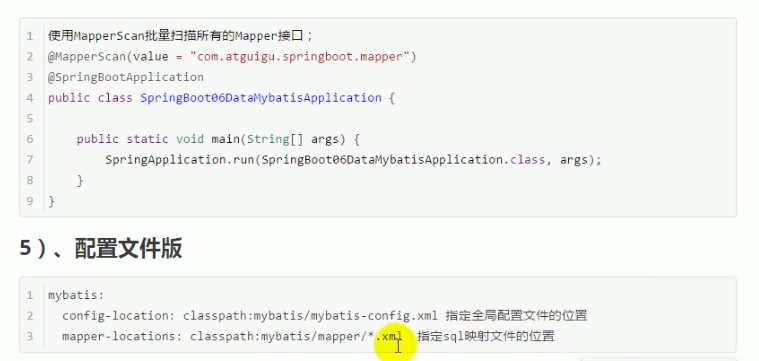 1 使用MapperScan批量扫描所有的Mapper接口；
2 @MapperScan(value = "com.atguigu.springboot.mapper")
3 @SpringBootApplication
4 public class SpringBoot06DataMybatisApplication {
5
6 public static void main(String[] args) {
7 SpringApplication.run(SpringBoot06DataMybatisApplication.class, args);
8 }
9 }
5）、配置文件版
1 mybatis:
2 config-location: classpath:mybatis/mybatis-config.xml 指定全局配置文件的位置
3 mapper-locations: classpath:mybatis/mapper/*.xml 指定sql映射文件的位置